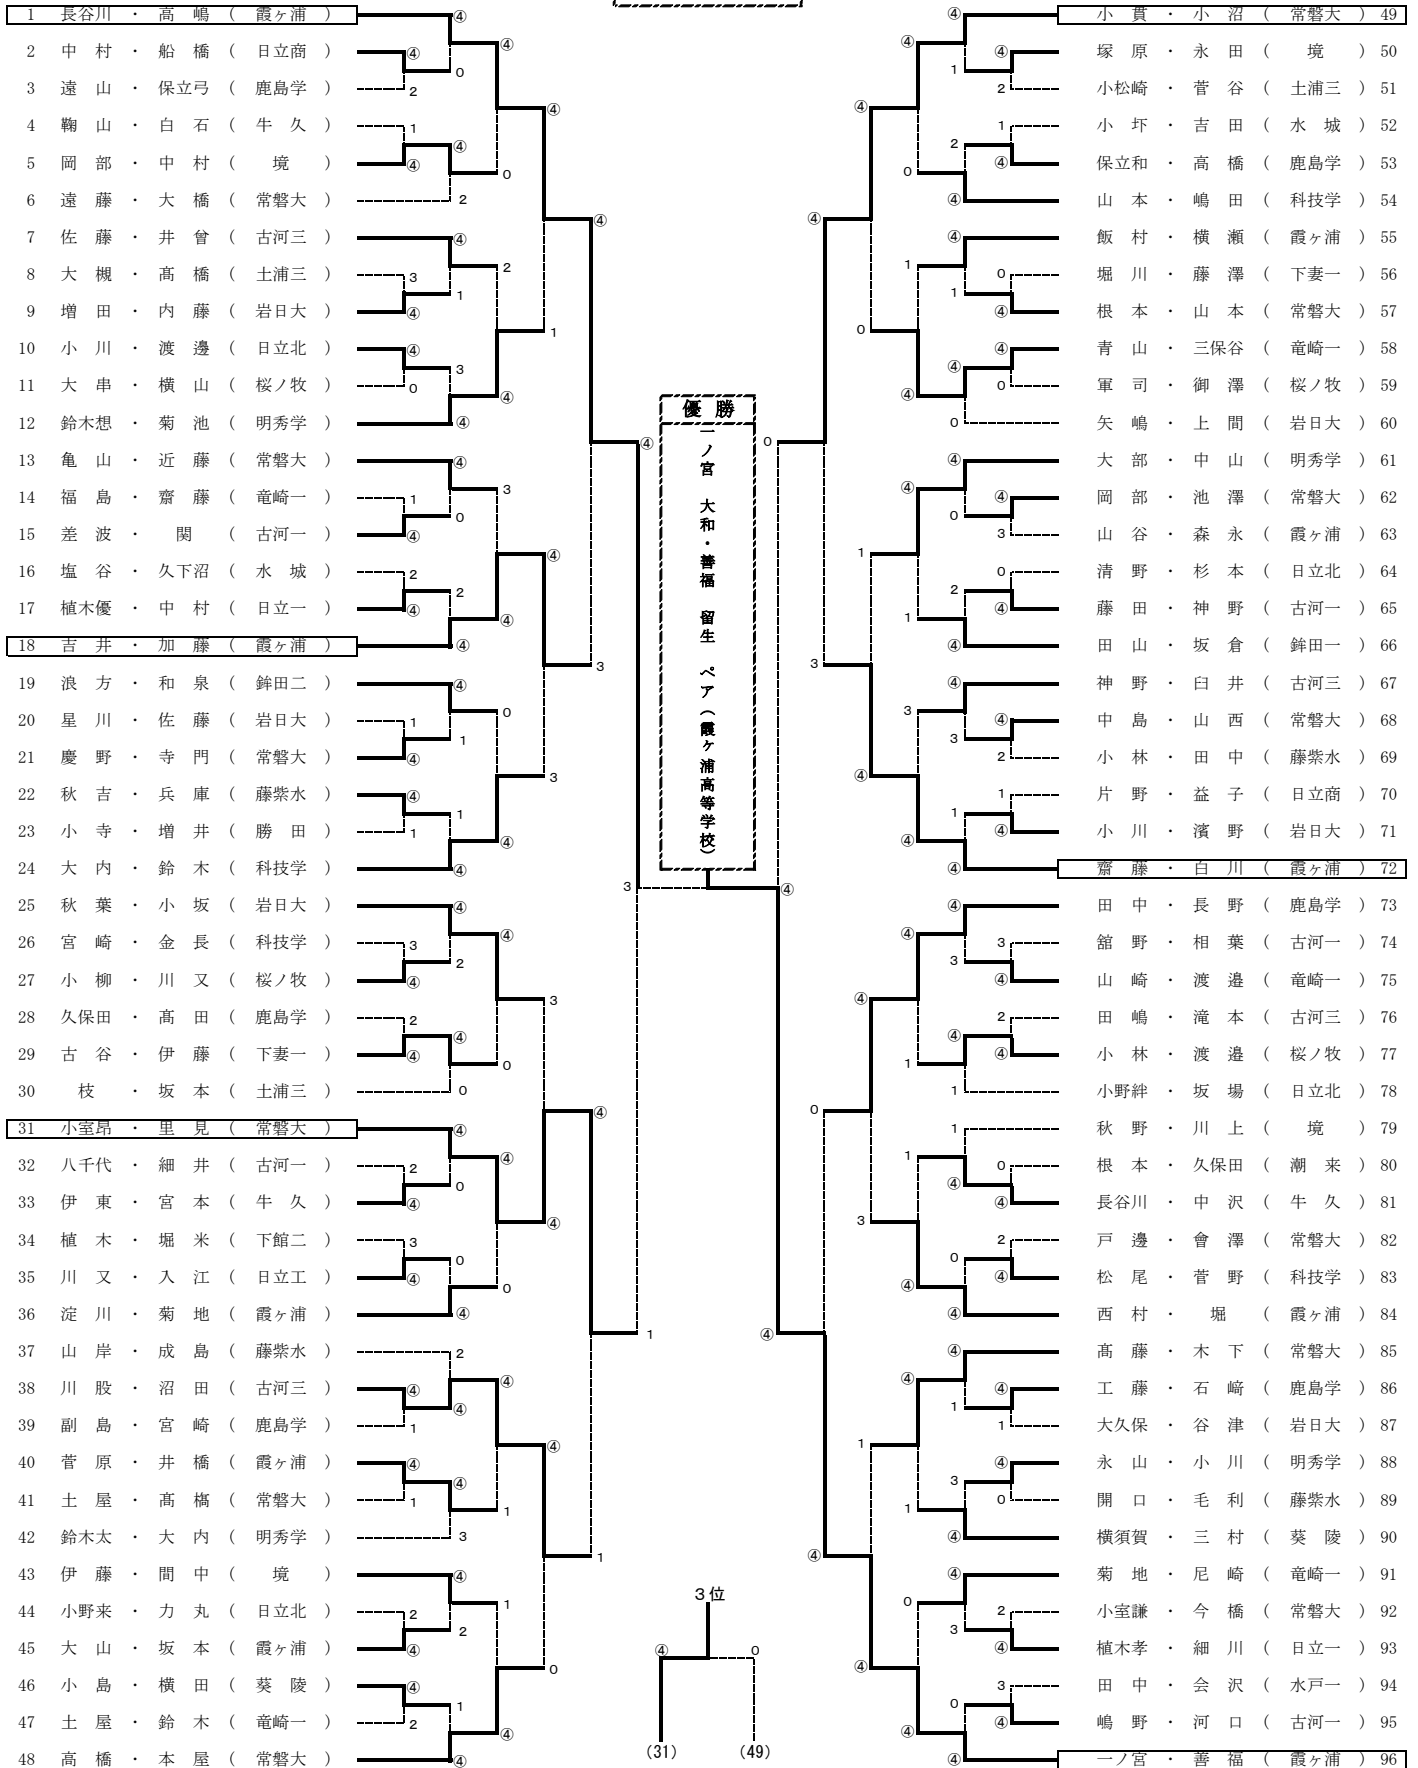 1 長谷川・高嶋(霞ヶ浦)
2 中村・船橋(日立商)
3 遠山・保立弓(鹿島学)
4 鞠山・白石(牛久)
5 岡部・中村(境)
6 遠藤・大橋(常磐大)
7 佐藤・井曾(古河三)
8 大槻・髙橋(土浦三)
9 増田・内藤(岩日大)
10 小川・渡邊(日立北)
11 大串・横山(桜ノ牧)
12 鈴木想・菊池(明秀学)
13 亀山・近藤(常磐大)
14 福島・齋藤(竜崎一)
15 差波・関(古河一)
16 塩谷・久下沼(水城)
17 植木優・中村(日立一)
18 吉井・加藤(霞ヶ浦)
19 浪方・和泉(鉾田二)
20 星川・佐藤(岩日大)
21 慶野・寺門(常磐大)
22 秋吉・兵庫(藤紫水)
23 小寺・増井(勝田)
24 大内・鈴木(科技学)
25 秋葉・小坂(岩日大)
26 宮崎・金長(科技学)
27 小柳・川又(桜ノ牧)
28 久保田・髙田(鹿島学)
29 古谷・伊藤(下妻一)
30 枝・坂本(土浦三)
31 小室昂・里見(常磐大)
32 八千代・細井(古河一)
33 伊東・宮本(牛久)
34 植木・堀米(下館二)
35 川又・入江(日立工)
36 淀川・菊地(霞ヶ浦)
37 山岸・成島(藤紫水)
38 川股・沼田(古河三)
39 副島・宮崎(鹿島学)
40 菅原・井橋(霞ヶ浦)
41 土屋・髙槗(常磐大)
42 鈴木太・大内(明秀学)
43 伊藤・間中(境)
44 小野来・力丸(日立北)
45 大山・坂本(霞ヶ浦)
46 小島・横田(葵陵)
47 土屋・鈴木(竜崎一)
48 高橋・本屋(常磐大)
優勝
一ノ宮 大和・善福 留生 ペア(霞ヶ浦高等学校)
3位
④ 0
(31) (49)
小貫・小沼(常磐大)49
塚原・永田(境)50
小松崎・菅谷(土浦三)51
小圷・吉田(水城)52
保立和・高橋(鹿島学)53
山本・嶋田(科技学)54
飯村・横瀬(霞ヶ浦)55
堀川・藤澤(下妻一)56
根本・山本(常磐大)57
青山・三保谷(竜崎一)58
軍司・御澤(桜ノ牧)59
矢嶋・上間(岩日大)60
大部・中山(明秀学)61
岡部・池澤(常磐大)62
山谷・森永(霞ヶ浦)63
清野・杉本(日立北)64
藤田・神野(古河一)65
田山・坂倉(鉾田一)66
神野・臼井(古河三)67
中島・山西(常磐大)68
小林・田中(藤紫水)69
片野・益子(日立商)70
小川・濱野(岩日大)71
齋藤・白川(霞ヶ浦)72
田中・長野(鹿島学)73
舘野・相葉(古河一)74
山崎・渡邉(竜崎一)75
田嶋・滝本(古河三)76
小林・渡邉(桜ノ牧)77
小野絆・坂場(日立北)78
秋野・川上(境)79
根本・久保田(潮来)80
長谷川・中沢(牛久)81
戸邊・會澤(常磐大)82
松尾・菅野(科技学)83
西村・堀(霞ヶ浦)84
髙藤・木下(常磐大)85
工藤・石﨑(鹿島学)86
大久保・谷津(岩日大)87
永山・小川(明秀学)88
開口・毛利(藤紫水)89
横須賀・三村(葵陵)90
菊地・尼崎(竜崎一)91
小室謙・今橋(常磐大)92
植木孝・細川(日立一)93
田中・会沢(水戸一)94
嶋野・河口(古河一)95
一ノ宮・善福(霞ヶ浦)96